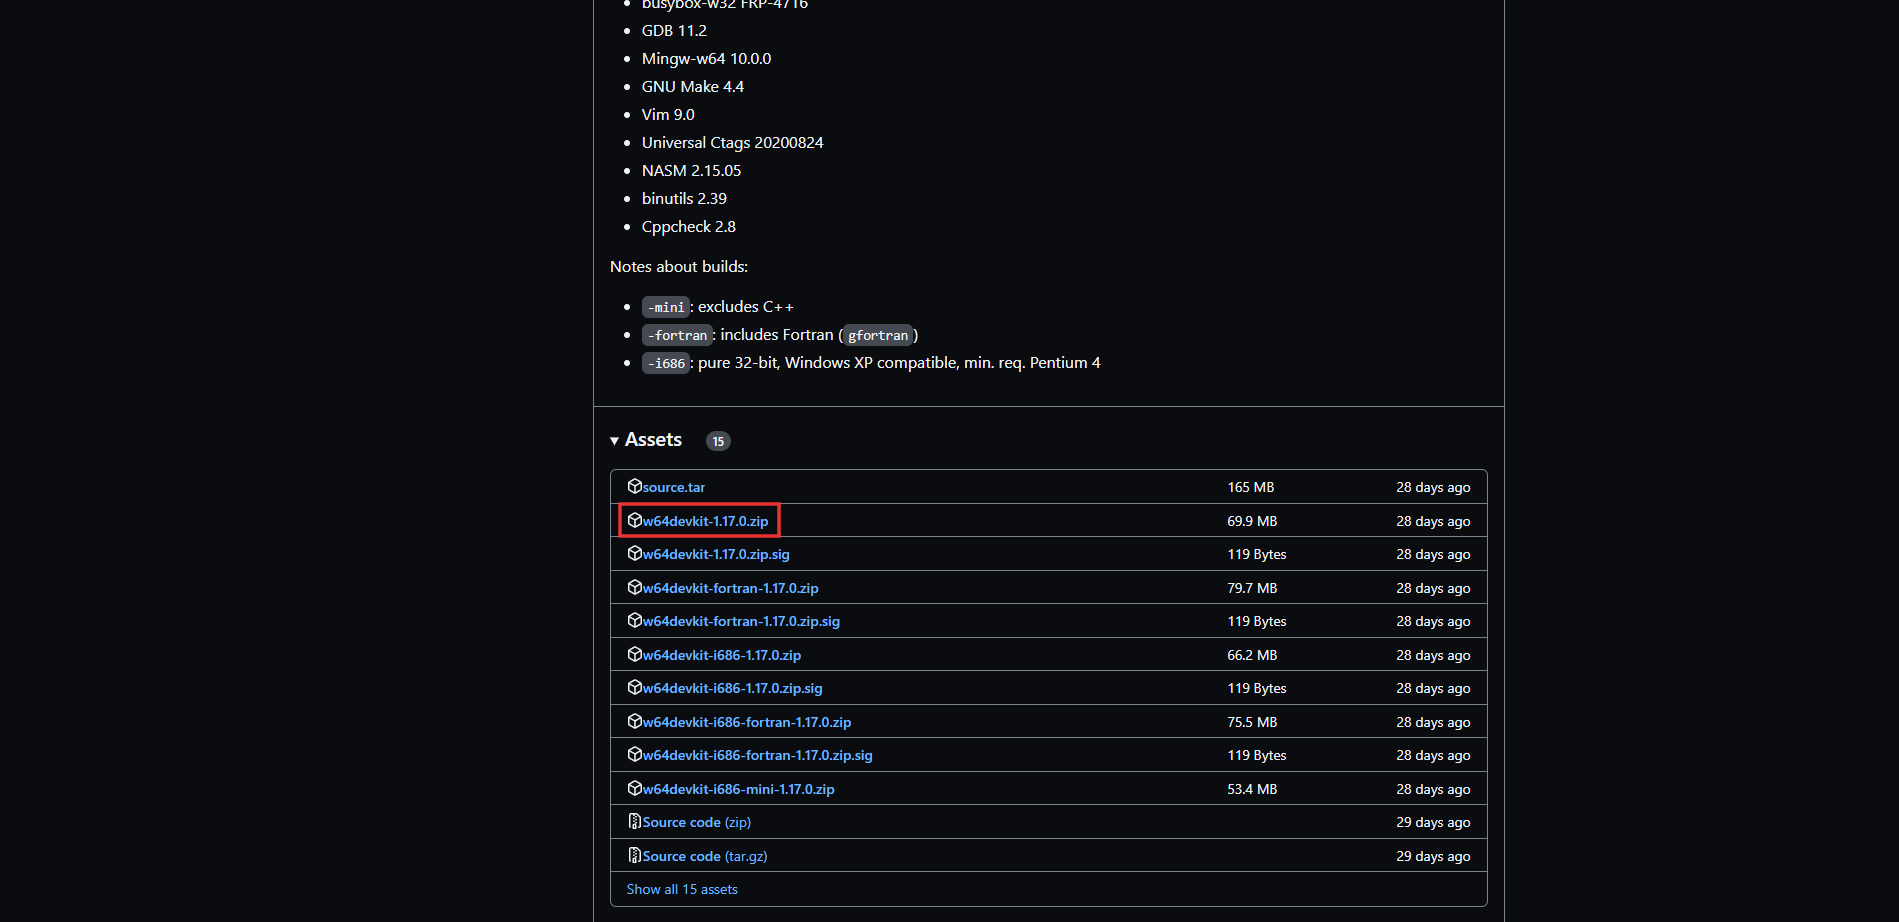 busybox-w32 FRP-4716
GDB 11.2
Mingw-w64 10.0.0
GNU Make 4.4
Vim 9.0
Universal Ctags 20200824
NASM 2.15.05
binutils 2.39
Cppcheck 2.8
Notes about builds:
-mini: excludes C++
-fortran: includes Fortran (gfortran)
-i686: pure 32-bit, Windows XP compatible, min. req. Pentium 4
Assets 15
source.tar 165 MB 28 days ago
w64devkit-1.17.0.zip 69.9 MB 28 days ago
w64devkit-1.17.0.zip.sig 119 Bytes 28 days ago
w64devkit-fortran-1.17.0.zip 79.7 MB 28 days ago
w64devkit-fortran-1.17.0.zip.sig 119 Bytes 28 days ago
w64devkit-i686-1.17.0.zip 66.2 MB 28 days ago
w64devkit-i686-1.17.0.zip.sig 119 Bytes 28 days ago
w64devkit-i686-fortran-1.17.0.zip 75.5 MB 28 days ago
w64devkit-i686-fortran-1.17.0.zip.sig 119 Bytes 28 days ago
w64devkit-i686-mini-1.17.0.zip 53.4 MB 28 days ago
Source code (zip) 29 days ago
Source code (tar.gz) 29 days ago
Show all 15 assets